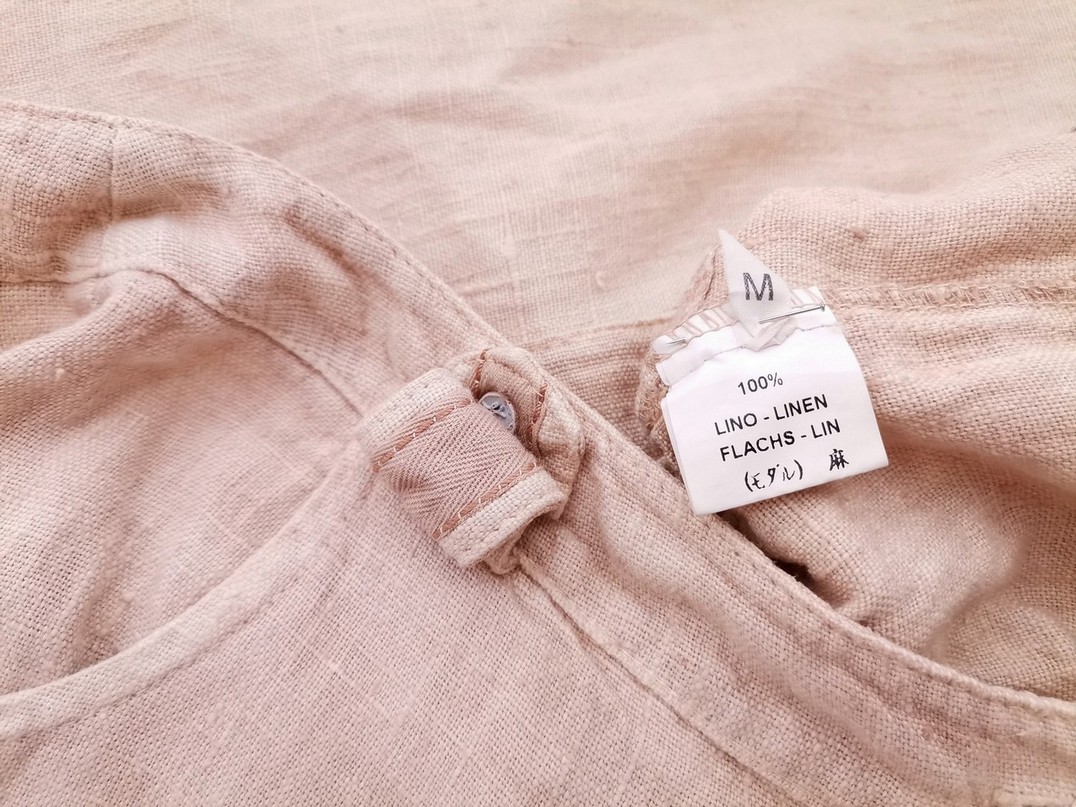 M
100%
LINO - LINEN
FLACHS - LIN
(モダル) 麻